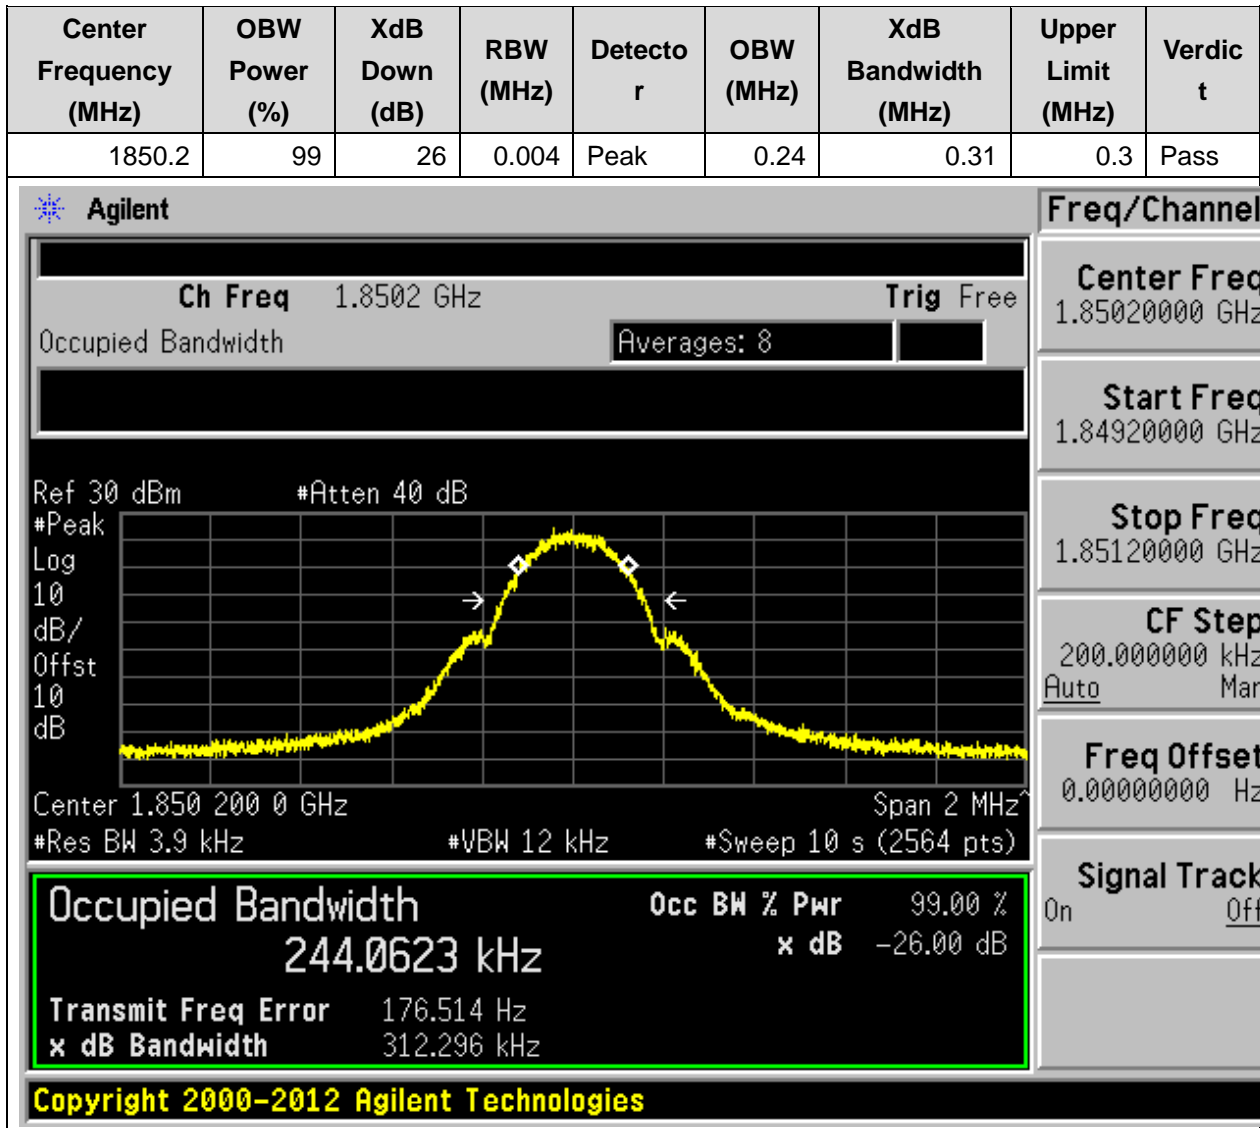 Center Frequency (MHz) OBW Power (%) XdB Down (dB) RBW (MHz) Detector OBW (MHz) XdB Bandwidth (MHz) Upper Limit (MHz) Verdict
1850.2 99 26 0.004 Peak 0.24 0.31 0.3 Pass
Agilent
Freq/Channel
Ch Freq 1.8502 GHz Trig Free
Occupied Bandwidth Averages: 8
Center Freq
1.85020000 GHz
Start Freq
1.84920000 GHz
Stop Freq
1.85120000 GHz
CF Step
200.000000 kHz
Auto Man
Freq Offset
0.00000000 Hz
Signal Track
On Off
Ref 30 dBm #Atten 40 dB
#Peak
Log
10
dB/
Offst
10
dB
Center 1.850 200 0 GHz Span 2 MHz^
#Res BW 3.9 kHz #VBW 12 kHz #Sweep 10 s (2564 pts)
Occupied Bandwidth
244.0623 kHz
Occ BW % Pwr 99.00 %
x dB -26.00 dB
Transmit Freq Error 176.514 Hz
x dB Bandwidth 312.296 kHz
Copyright 2000-2012 Agilent Technologies